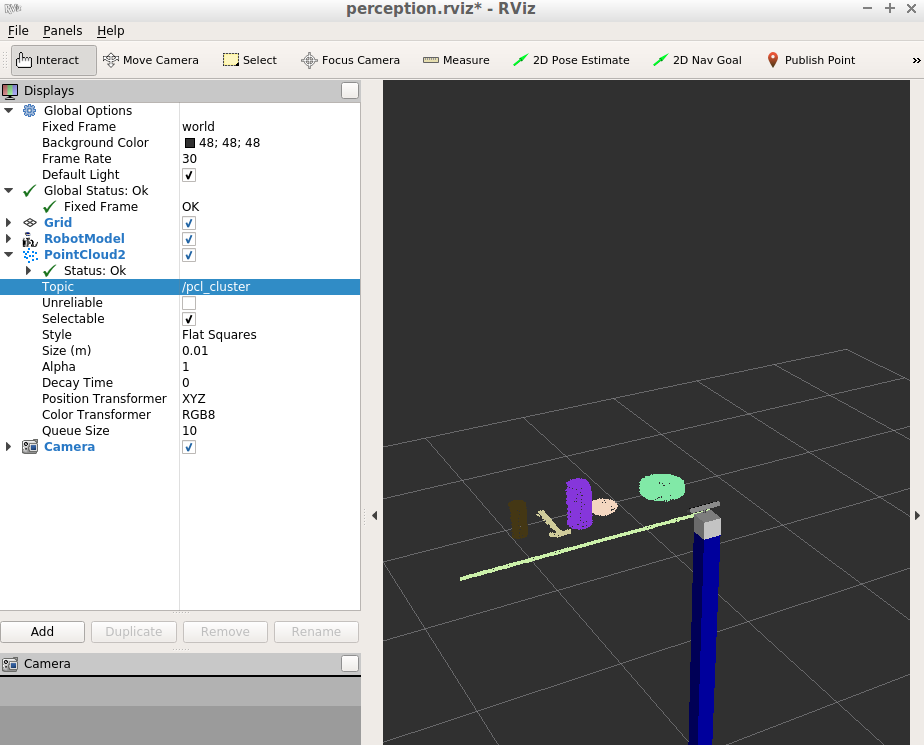 RViz
perception.rviz* - RViz
File Panels Help
Interact Move Camera Select Focus Camera Measure 2D Pose Estimate 2D Nav Goal Publish Point »
Displays
Global Options
Fixed Frame world
Background Color 48; 48; 48
Frame Rate 30
Default Light
Global Status: Ok
Fixed Frame OK
Grid
RobotModel
PointCloud2
Status: Ok
Topic /pcl_cluster
Unreliable
Selectable
Style Flat Squares
Size (m) 0.01
Alpha 1
Decay Time 0
Position Transformer XYZ
Color Transformer RGB8
Queue Size 10
Camera
Add Duplicate Remove Rename
Camera